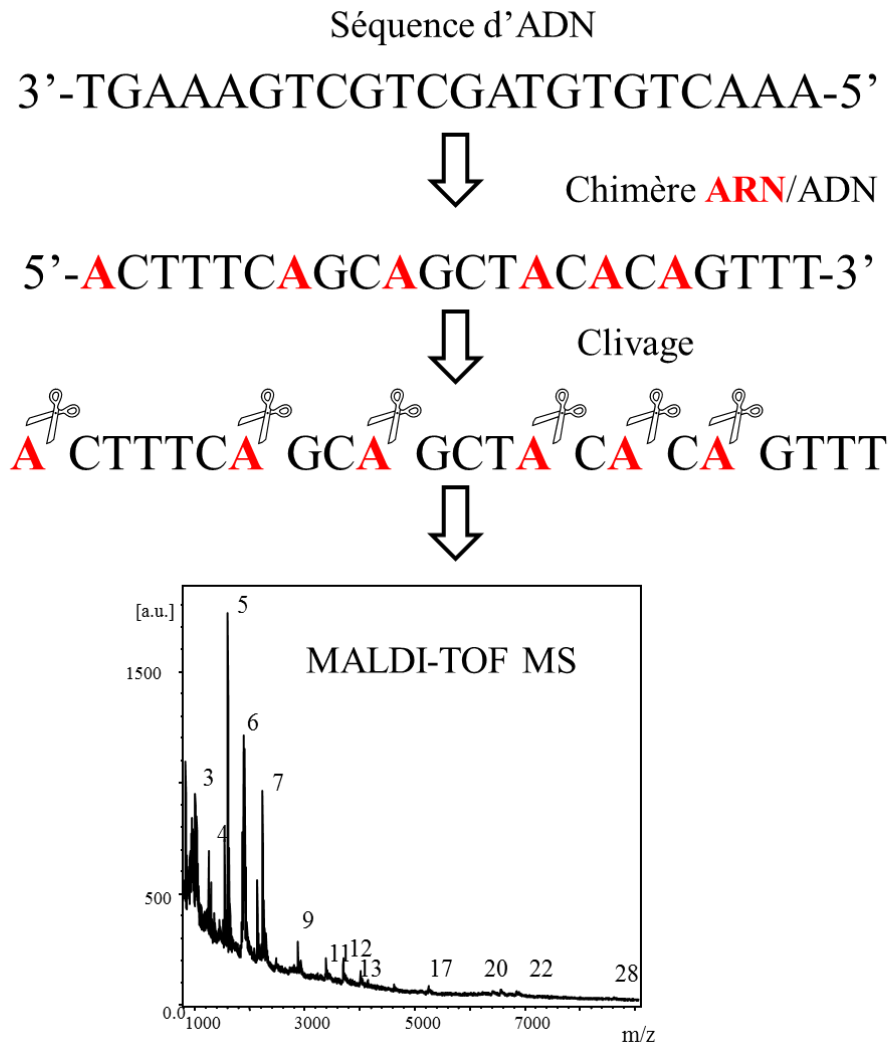 Séquence d’ADN
3’-TGAAAGTCGTCGATGTGTCAAA-5’
Chimère ARN/ADN
5’-ACTTTCAGCAGCTACACAGTTT-3’
Clivage
A CTTTCA GCA GCTA CA CA GTTT
[a.u.]
5
MALDI-TOF MS
1500
6
3
7
4
500
9
11
12
13
17
20
22
28
0.0
1000
3000
5000
7000
m/z